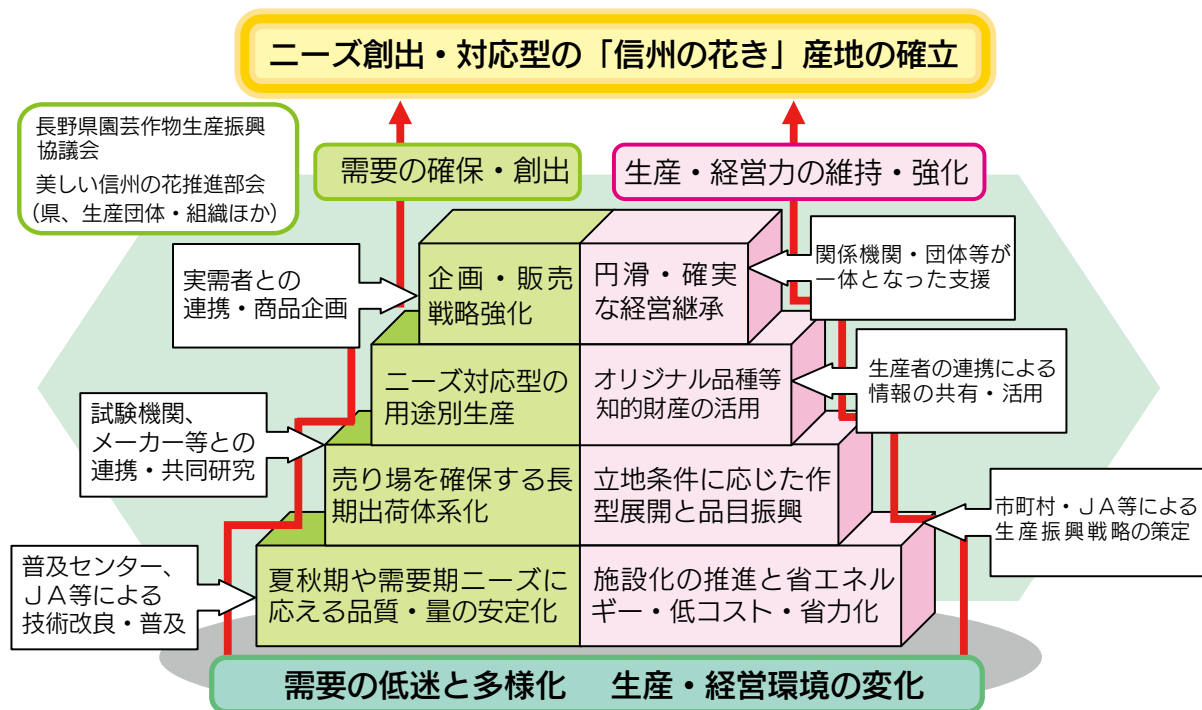 ニーズ創出・対応型の「信州の花き」産地の確立
長野県園芸作物生産振興
協議会
美しい信州の花推進部会
(県、生産団体・組織ほか)
需要の確保・創出
生産・経営力の維持・強化
実需者との
連携・商品企画
企画・販売
戦略強化
円滑・確実
な経営継承
関係機関・団体等が
一体となった支援
試験機関、
メーカー等との
連携・共同研究
ニーズ対応型の
用途別生産
オリジナル品種等
知的財産の活用
生産者の連携による
情報の共有・活用
売り場を確保する長
期出荷体系化
立地条件に応じた作
型展開と品目振興
市町村・ＪＡ等による
生産振興戦略の策定
普及センター、
ＪＡ等による
技術改良・普及
夏秋期や需要期ニーズに
応える品質・量の安定化
施設化の推進と省エネル
ギー・低コスト・省力化
需要の低迷と多様化　生産・経営環境の変化